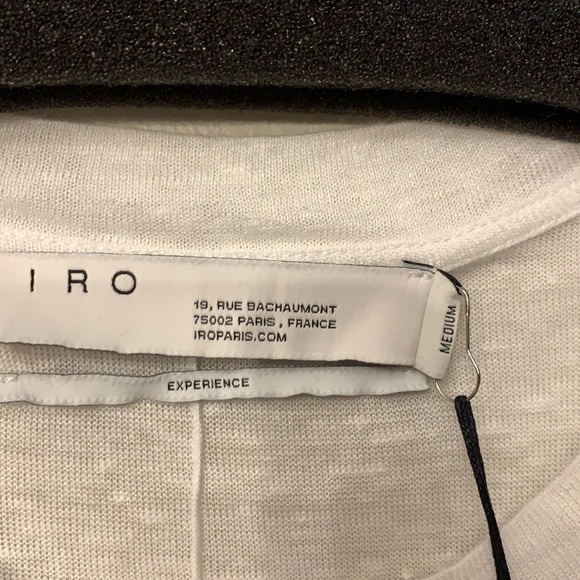 IRO
19, RUE BACHAUMONT
75002 PARIS , FRANCE
IROPARIS.COM
MEDIUM
EXPERIENCE